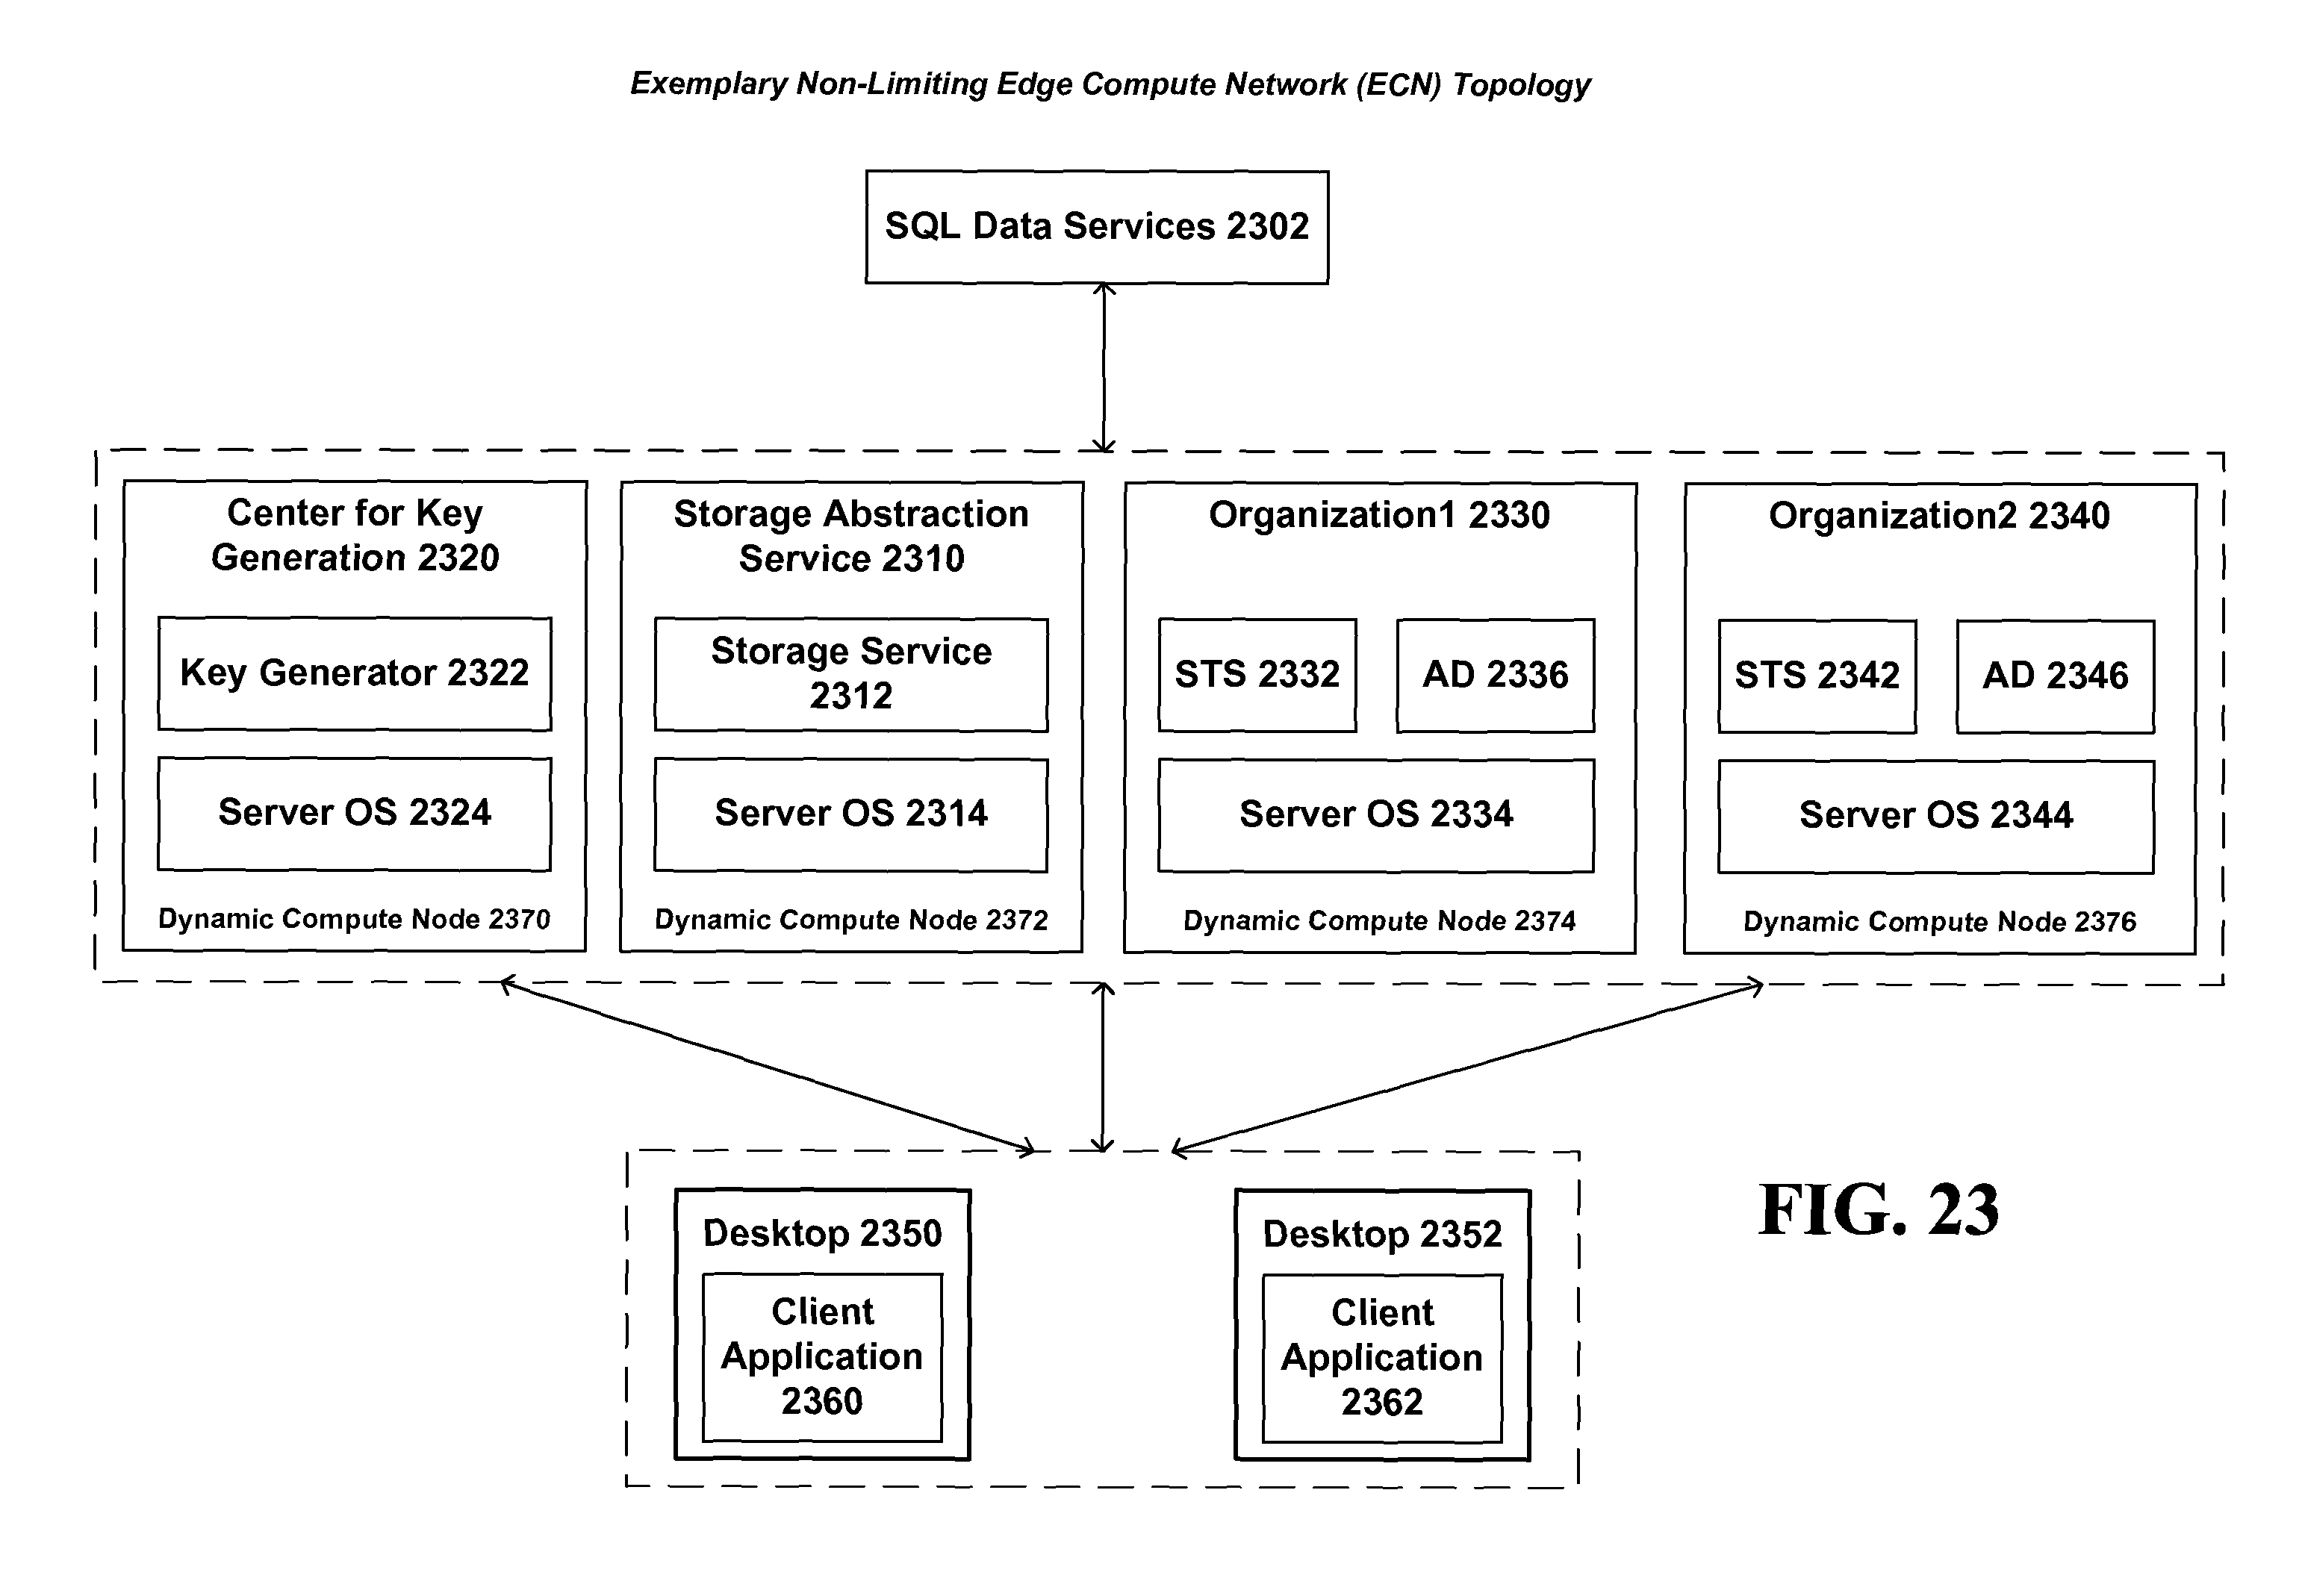 Exemplary Non-Limiting Edge Compute Network (ECN) Topology
SQL Data Services 2302
Center for Key
Generation 2320
Key Generator 2322
Server OS 2324
Dynamic Compute Node 2370
Storage Abstraction
Service 2310
Storage Service
2312
Server OS 2314
Dynamic Compute Node 2372
Organization1 2330
STS 2332
AD 2336
Server OS 2334
Dynamic Compute Node 2374
Organization2 2340
STS 2342
AD 2346
Server OS 2344
Dynamic Compute Node 2376
Desktop 2350
Client
Application
2360
Desktop 2352
Client
Application
2362
FIG. 23